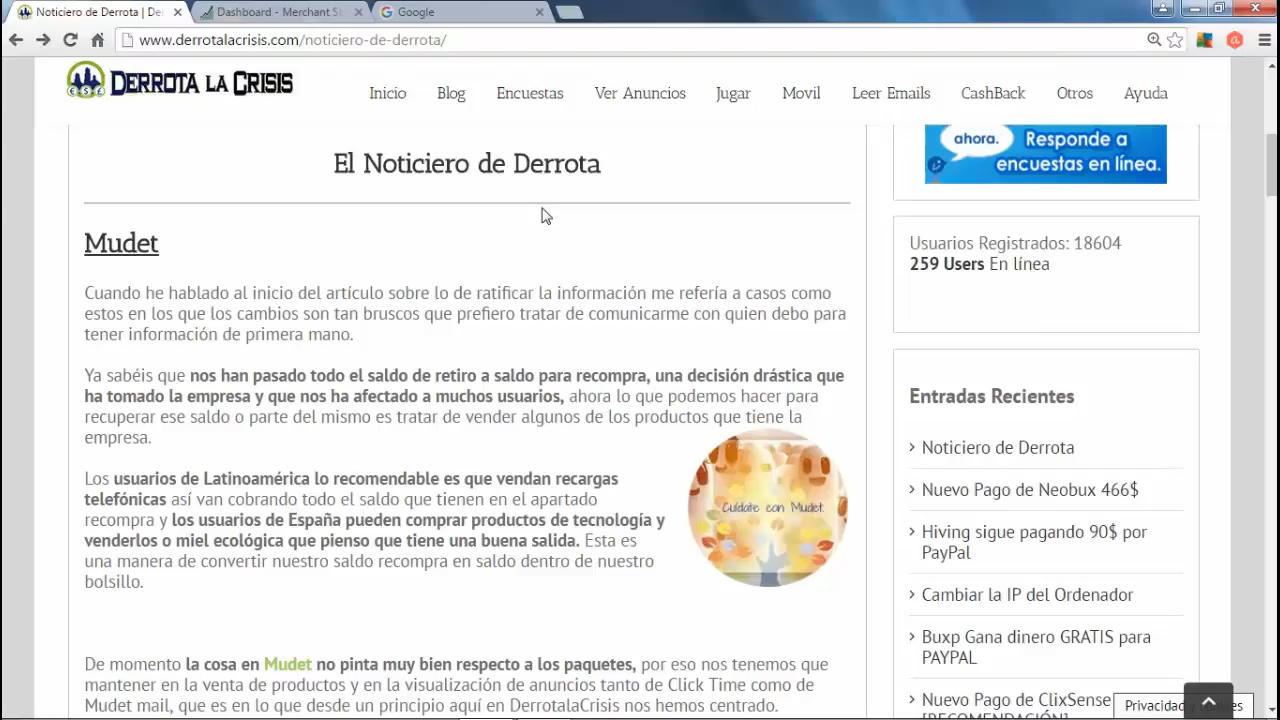 Noticiero de Derrota | De
Dashboard - Merchant S
Google
www.derrotalacrisis.com/noticiero-de-derrota/
DERROTA LA CRISIS
Inicio
Blog
Encuestas
Ver Anuncios
Jugar
Movil
Leer Emails
CashBack
Otros
Ayuda
El Noticiero de Derrota
Mudet
Cuando he hablado al inicio del artículo sobre lo de ratificar la información me refería a casos como
estos en los que los cambios son tan bruscos que prefiero tratar de comunicarme con quien debo para
tener información de primera mano.
Ya sabéis que nos han pasado todo el saldo de retiro a saldo para recompra, una decisión drástica que
ha tomado la empresa y que nos ha afectado a muchos usuarios, ahora lo que podemos hacer para
recuperar ese saldo o parte del mismo es tratar de vender algunos de los productos que tiene la
empresa.
Los usuarios de Latinoamérica lo recomendable es que vendan recargas
telefónicas así van cobrando todo el saldo que tienen en el apartado
recompra y los usuarios de España pueden comprar productos de tecnología y
venderlos o miel ecológica que pienso que tiene una buena salida. Esta es
una manera de convertir nuestro saldo recompra en saldo dentro de nuestro
bolsillo.
Cuídate con Mudet.
De momento la cosa en Mudet no pinta muy bien respecto a los paquetes, por eso nos tenemos que
mantener en la venta de productos y en la visualización de anuncios tanto de Click Time como de
Mudet mail, que es en lo que desde un principio aquí en DerrotalaCrisis nos hemos centrado.
ahora.
Responde a
encuestas en línea.
Usuarios Registrados: 18604
259 Users En línea
Entradas Recientes
Noticiero de Derrota
Nuevo Pago de Neobux 466$
Hiving sigue pagando 90$ por
PayPal
Cambiar la IP del Ordenador
Buxp Gana dinero GRATIS para
PAYPAL
Nuevo Pago de ClixSense
[RECOMENDACIÓN]
Privacidad y cookies